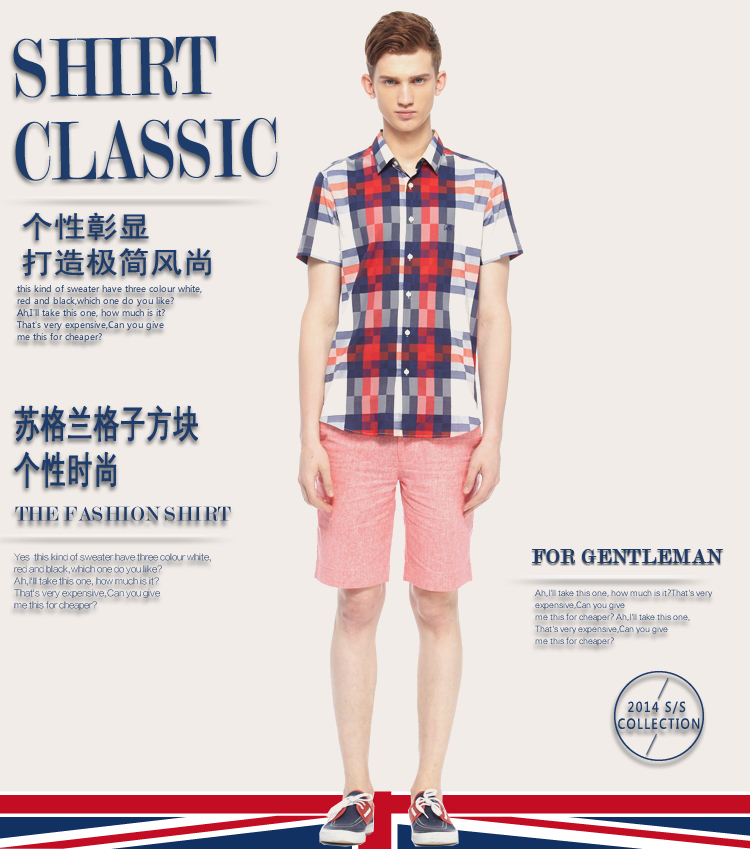 SHIRT
CLASSIC
个性彰显
打造极简风尚
this kind of sweater have three colour white,
red and black,which one do you like?
Ah,I'll take this one, how much is it?
That's very expensive,Can you give
me this for cheaper?
苏格兰格子方块
个性时尚
THE FASHION SHIRT
Yes this kind of sweater have three colour white,
red and black,which one do you like?
Ah,I'll take this one, how much is it?
That's very expensive,Can you give
me this for cheaper?
FOR GENTLEMAN
Ah,I'll take this one, how much is it?That's very
expensive,Can you give
me this for cheaper? Ah,I'll take this one,
That's very expensive,Can you give
me this for cheaper?
2014 S/S
COLLECTION